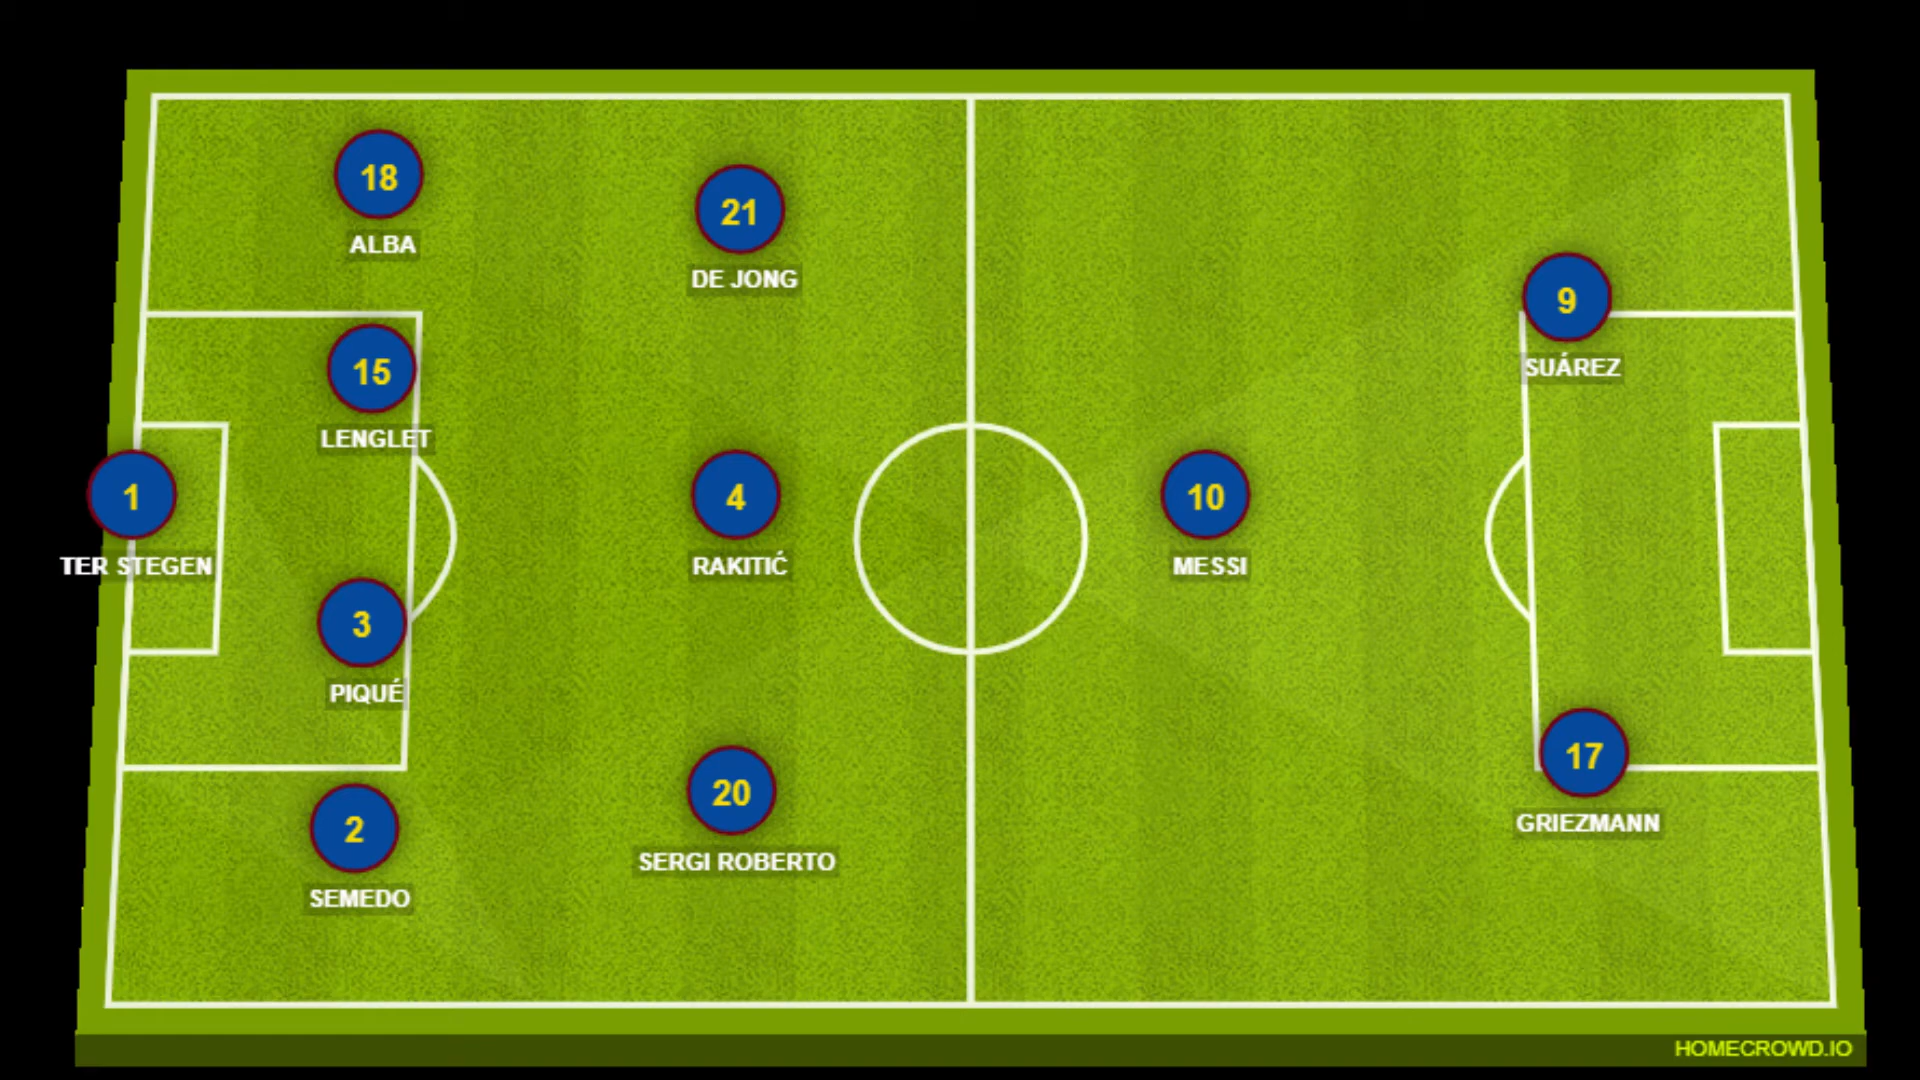 18
ALBA
21
DE JONG
9
SUÁREZ
15
LENGLET
1
TER STEGEN
4
RAKITIĆ
10
MESSI
3
PIQUÉ
17
GRIEZMANN
20
SERGI ROBERTO
2
SEMEDO
HOMECROWD.IO